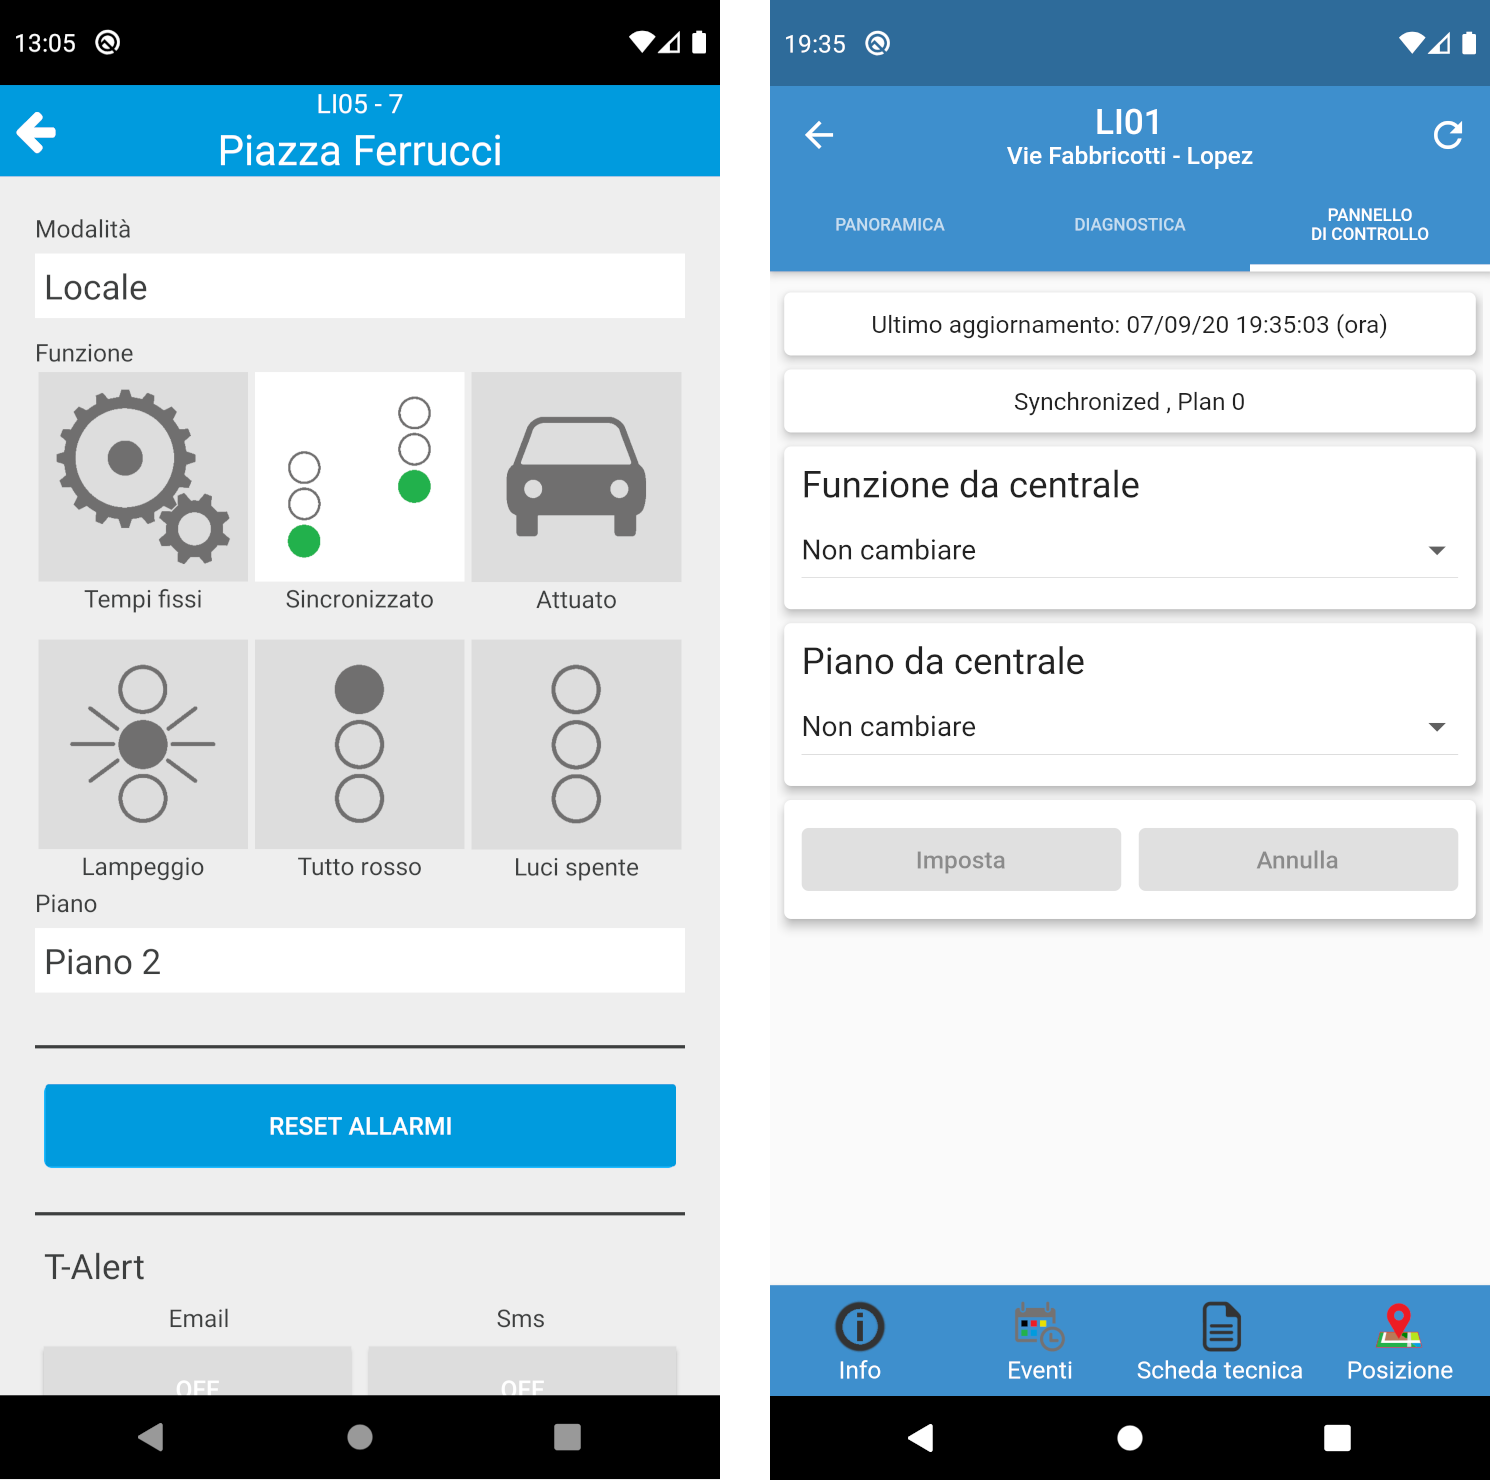 13:05
LI05 - 7
Piazza Ferrucci
Modalità
Locale
Funzione
Tempi fissi
Sincronizzato
Attuato
Lampeggio
Tutto rosso
Luci spente
Piano
Piano 2
RESET ALLARMI
T-Alert
Email
Sms
OFF
OFF
19:35
LI01
Vie Fabbricotti - Lopez
PANORAMICA
DIAGNOSTICA
PANNELLO
DI CONTROLLO
Ultimo aggiornamento: 07/09/20 19:35:03 (ora)
Synchronized , Plan 0
Funzione da centrale
Non cambiare
Piano da centrale
Non cambiare
Imposta
Annulla
Info
Eventi
Scheda tecnica
Posizione